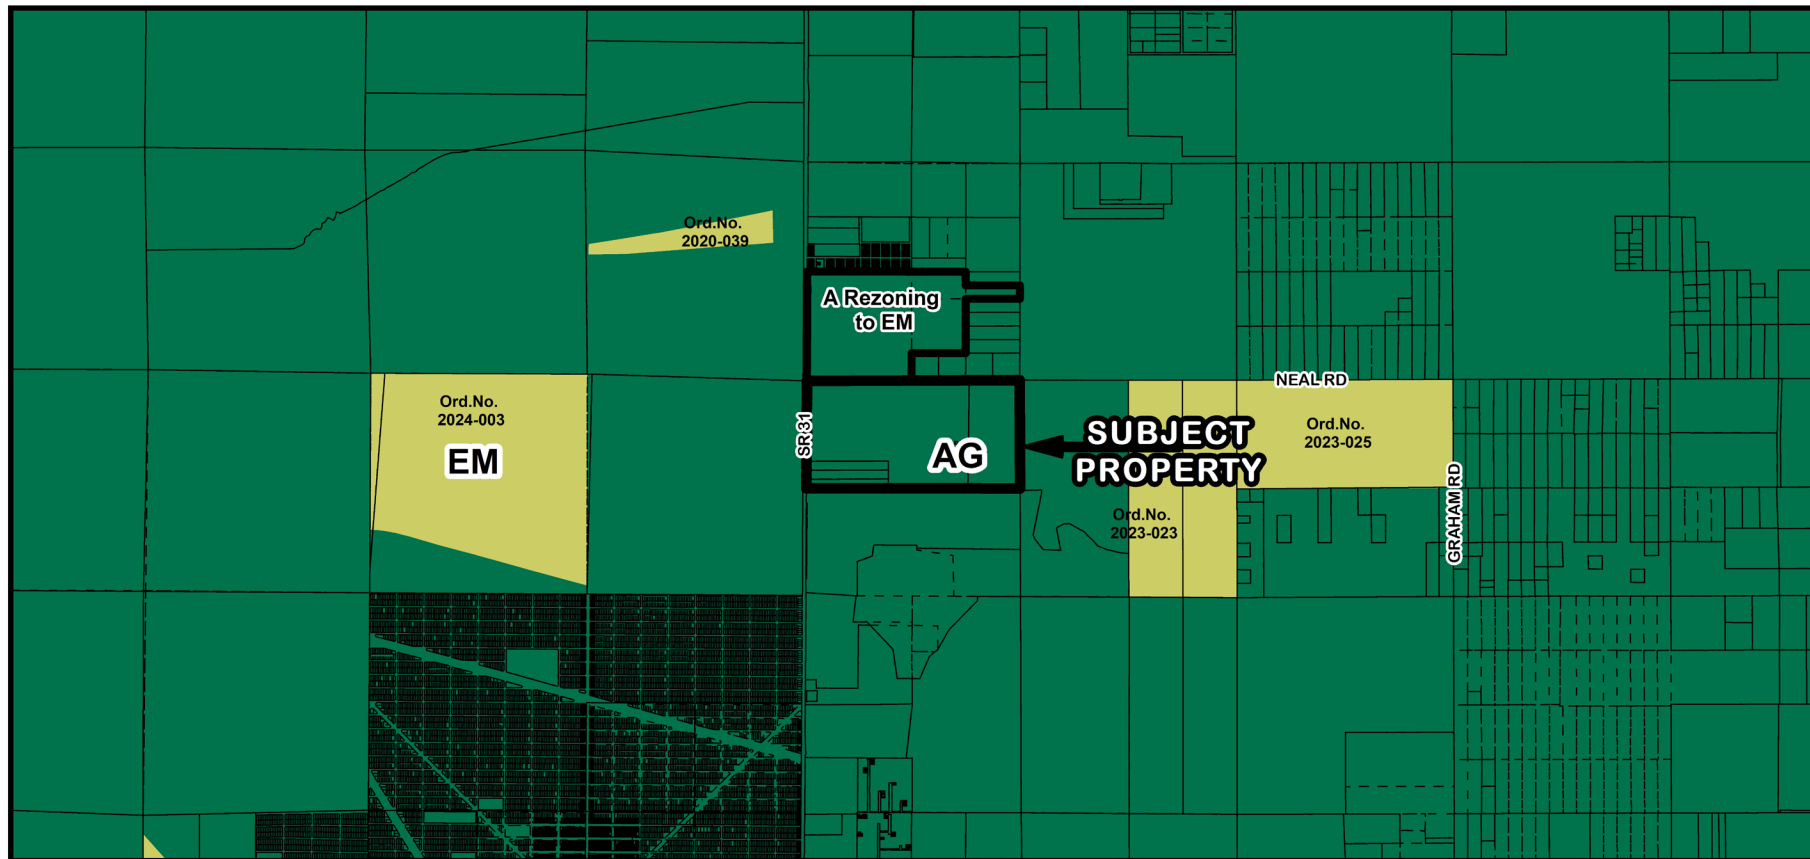 Ord.No.
2020-039
A Rezoning
to EM
NEAL RD
Ord.No.
2024-003
EM
SR 31
AG
SUBJECT
PROPERTY
Ord.No.
2023-025
GRAHAM RD
Ord.No.
2023-023